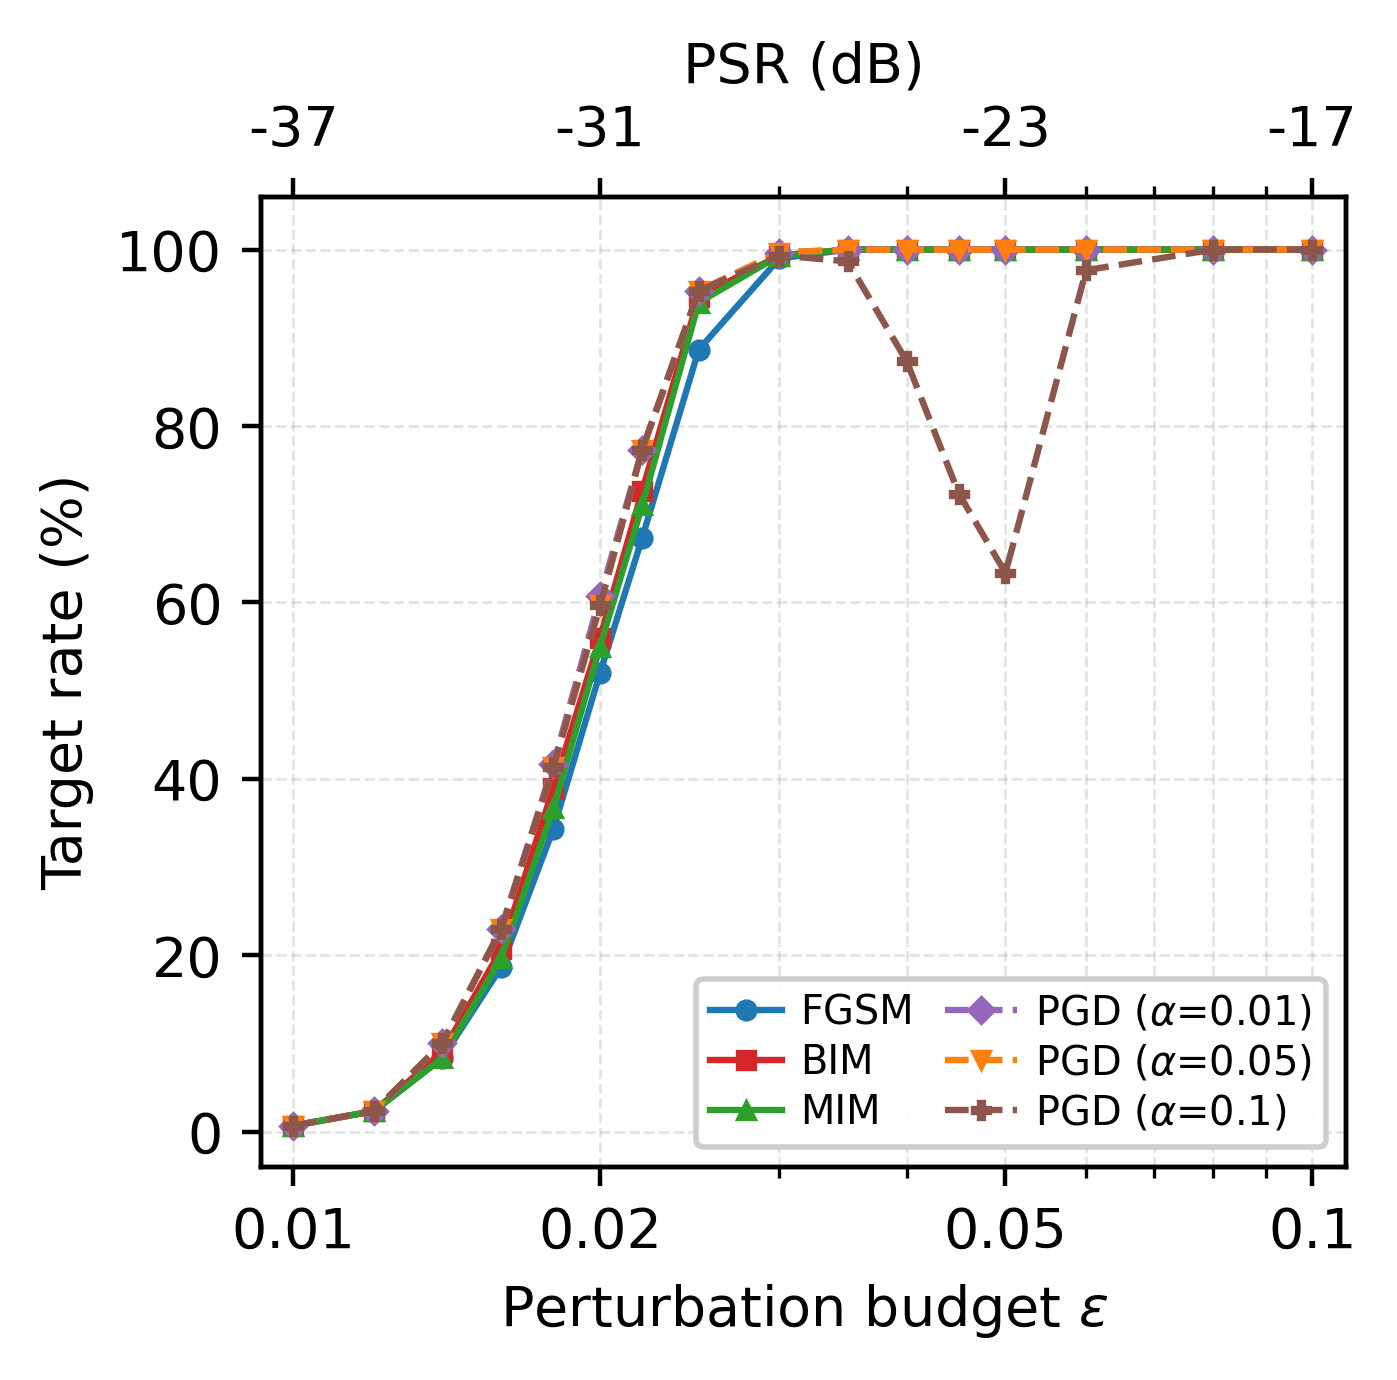 PSR (dB)
-37 -31 -23 -17
100
80
60
40
20
0
Target rate (%)
FGSM PGD (α=0.01)
BIM PGD (α=0.05)
MIM PGD (α=0.1)
0.01 0.02 0.05 0.1
Perturbation budget ε